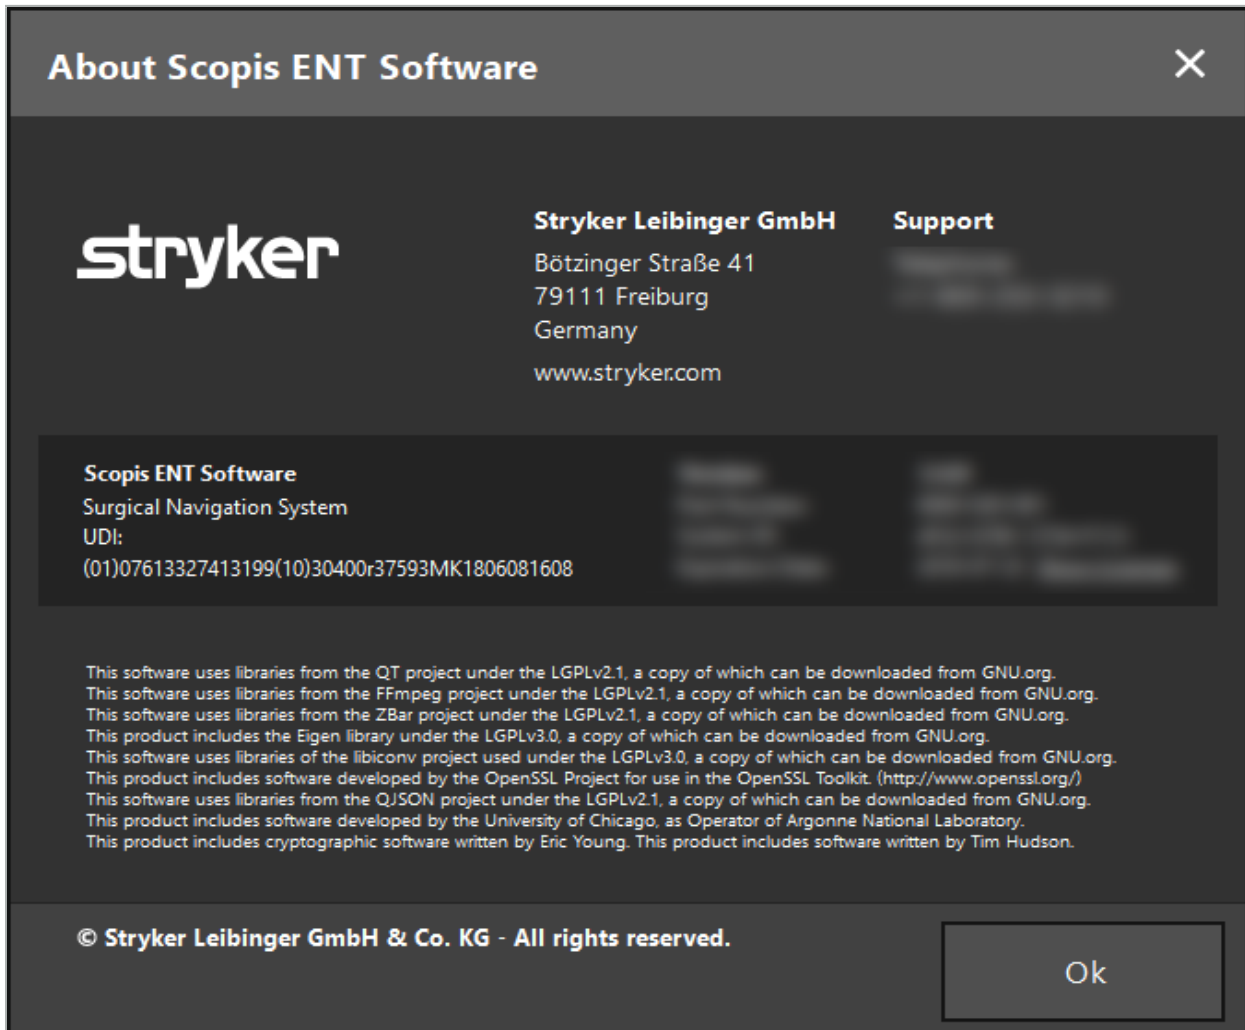 About Scopis ENT Software
stryker
Stryker Leibinger GmbH
Bötzinger Straße 41
79111 Freiburg
Germany
www.stryker.com
Support
Scopis ENT Software
Surgical Navigation System
UDI:
(01)07613327413199(10)30400r37593MK1806081608
This software uses libraries from the QT project under the LGPLv2.1, a copy of which can be downloaded from GNU.org.
This software uses libraries from the FFmpeg project under the LGPLv2.1, a copy of which can be downloaded from GNU.org.
This software uses libraries from the ZBar project under the LGPLv2.1, a copy of which can be downloaded from GNU.org.
This product includes the Eigen library under the LGPLv3.0, a copy of which can be downloaded from GNU.org.
This software uses libraries of the libiconv project used under the LGPLv3.0, a copy of which can be downloaded from GNU.org.
This product includes software developed by the OpenSSL Project for use in the OpenSSL Toolkit. (http://www.openssl.org/)
This software uses libraries from the QJSON project under the LGPLv2.1, a copy of which can be downloaded from GNU.org.
This product includes software developed by the University of Chicago, as Operator of Argonne National Laboratory.
This product includes cryptographic software written by Eric Young. This product includes software written by Tim Hudson.
© Stryker Leibinger GmbH & Co. KG - All rights reserved.
Ok